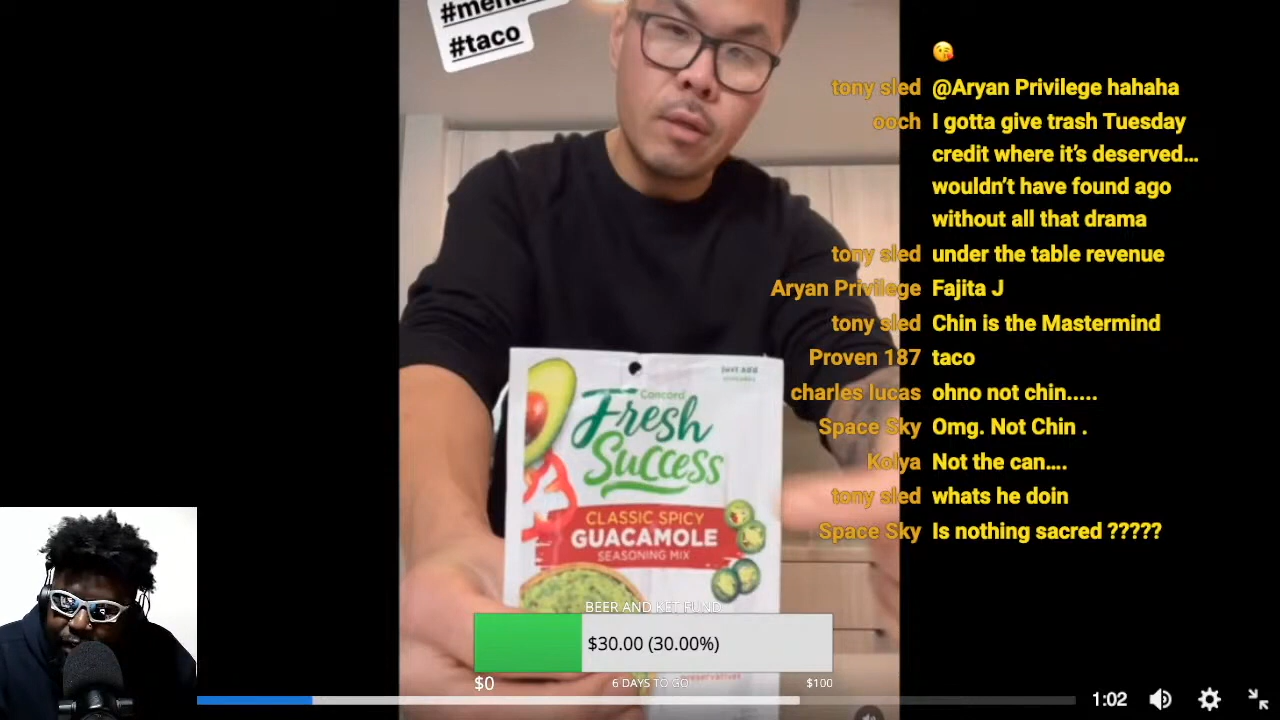 #taco
😘
tony sled @Aryan Privilege hahaha
ooch I gotta give trash Tuesday
credit where it’s deserved…
wouldn’t have found ago
without all that drama
tony sled under the table revenue
Aryan Privilege Fajita J
tony sled Chin is the Mastermind
Proven 187 taco
charles lucas ohno not chin.....
Space Sky Omg. Not Chin .
Kolya Not the can….
tony sled whats he doin
Space Sky Is nothing sacred ?????
Just Add
Concord
Fresh
Success
CLASSIC SPICY
GUACAMOLE
SEASONING MIX
BEER AND KET FUND
$30.00 (30.00%)
$0 6 DAYS TO GO $100
1:02